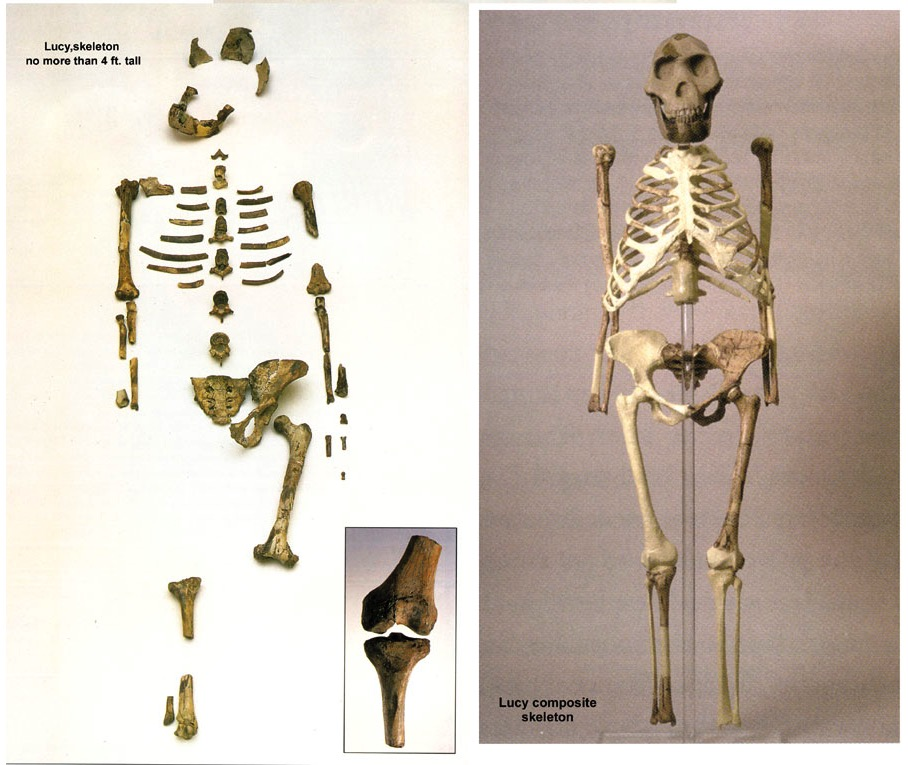 Lucy,skeleton
no more than 4 ft. tall
Lucy composite
skeleton